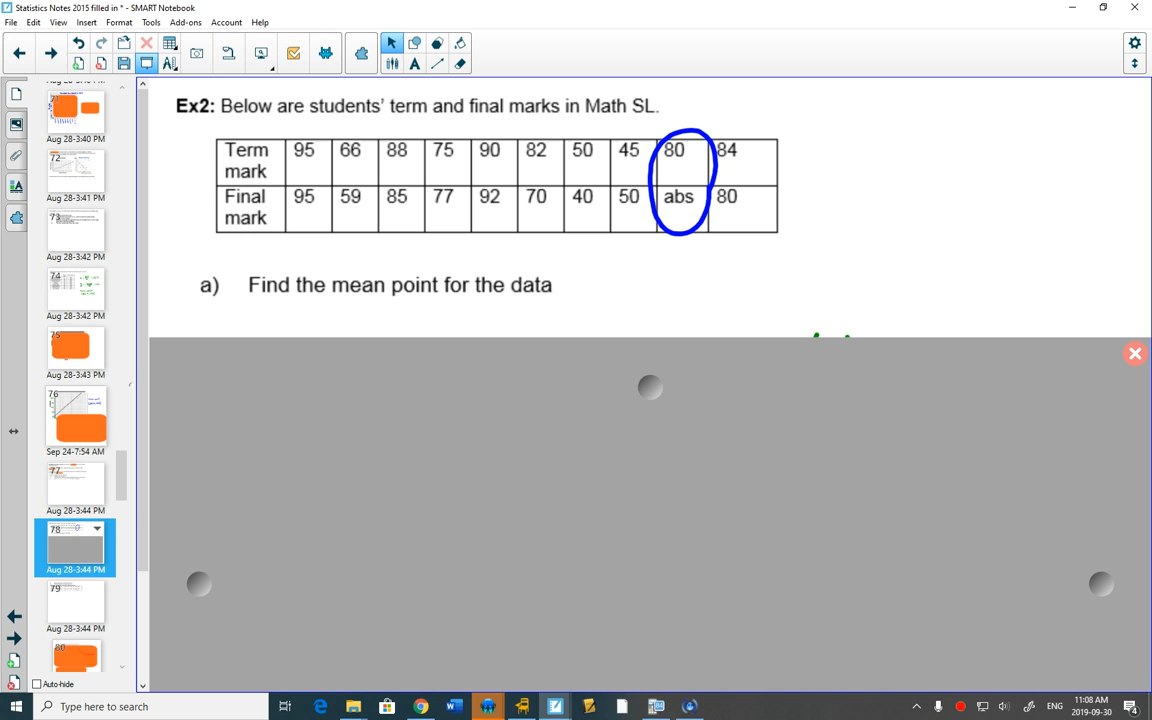 Statistics Notes 2015 filled in * - SMART Notebook
File Edit View Insert Format Tools Add-ons Account Help
Aug 28-3:40 PM
72
Aug 28-3:41 PM
73
Aug 28-3:42 PM
74
Aug 28-3:42 PM
75
Aug 28-3:43 PM
76
Sep 24-7:54 AM
77
Aug 28-3:44 PM
78
Aug 28-3:44 PM
79
Aug 28-3:44 PM
80
Auto-hide
Ex2: Below are students' term and final marks in Math SL.
Term mark 95 66 88 75 90 82 50 45 80 84
Final mark 95 59 85 77 92 70 40 50 abs 80
a) Find the mean point for the data
Type here to search
ENG
11:08 AM
2019-09-30
4